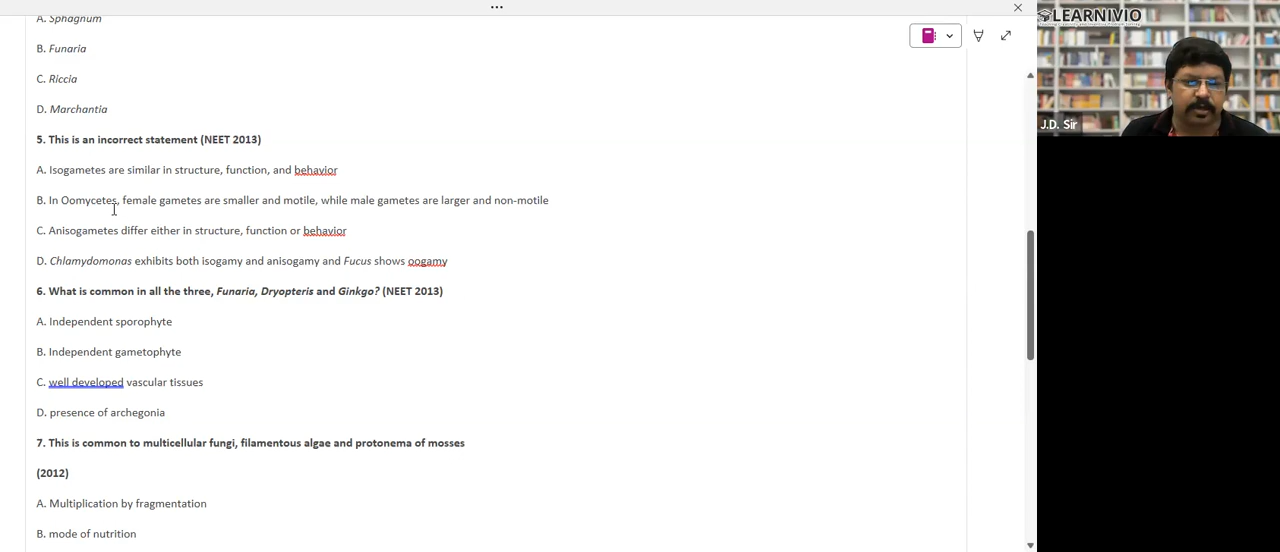 A. Sphagnum
LEARNIVIO
B. Funaria
C. Riccia
D. Marchantia
J.D. Sir
5. This is an incorrect statement (NEET 2013)
A. Isogametes are similar in structure, function, and behavior
B. In Oomycetes, female gametes are smaller and motile, while male gametes are larger and non-motile
C. Anisogametes differ either in structure, function or behavior
D. Chlamydomonas exhibits both isogamy and anisogamy and Fucus shows oogamy
6. What is common in all the three, Funaria, Dryopteris and Ginkgo? (NEET 2013)
A. Independent sporophyte
B. Independent gametophyte
C. well developed vascular tissues
D. presence of archegonia
7. This is common to multicellular fungi, filamentous algae and protonema of mosses
(2012)
A. Multiplication by fragmentation
B. mode of nutrition